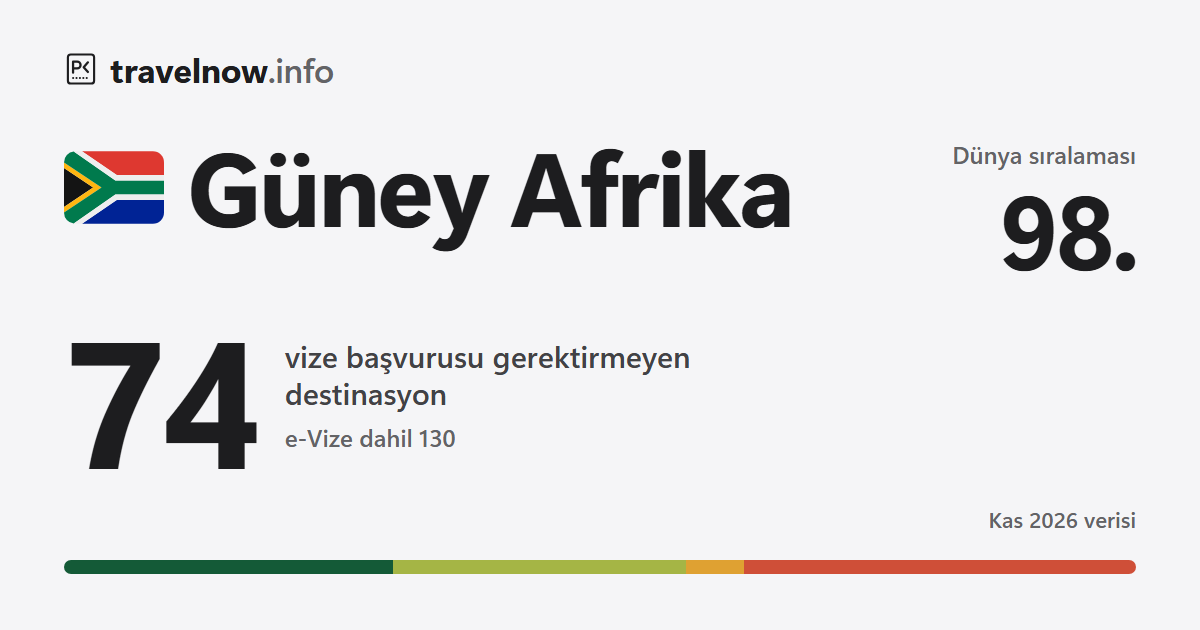 travelnow.info
Güney Afrika
Dünya sıralaması
98.
74
vize başvurusu gerektirmeyen
destinasyon
e-Vize dahil 130
Kas 2026 verisi